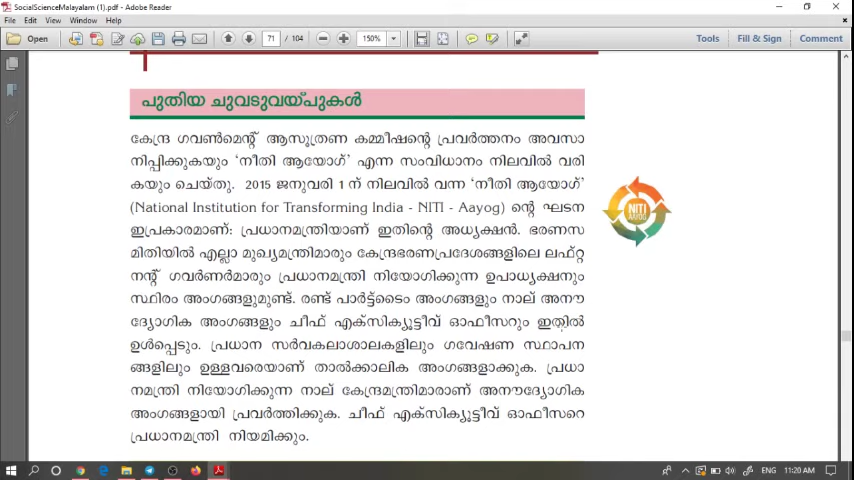 SocialScienceMalayalam (1).pdf - Adobe Reader
File Edit View Window Help
Open 71 / 104 150% Tools Fill & Sign Comment
പുതിയ ചുവടുവയ്പുകൾ
കേന്ദ്ര ഗവൺമെന്റ് ആസൂത്രണ കമ്മീഷന്റെ പ്രവർത്തനം അവസാ
നിപ്പിക്കുകയും ‘നീതി ആയോഗ്’ എന്ന സംവിധാനം നിലവിൽ വരി
കയും ചെയ്തു. 2015 ജനുവരി 1 ന് നിലവിൽ വന്ന ‘നീതി ആയോഗ്’
(National Institution for Transforming India - NITI - Aayog) ന്റെ ഘടന
ഇപ്രകാരമാണ്: പ്രധാനമന്ത്രിയാണ് ഇതിന്റെ അധ്യക്ഷൻ. ഭരണസ
മിതിയിൽ എല്ലാ മുഖ്യമന്ത്രിമാരും കേന്ദ്രഭരണപ്രദേശങ്ങളിലെ ലഫ്റ്റ
നന്റ് ഗവർണർമാരും പ്രധാനമന്ത്രി നിയോഗിക്കുന്ന ഉപാധ്യക്ഷനും
സ്ഥിരം അംഗങ്ങളുമുണ്ട്. രണ്ട് പാർട്ട്ടൈം അംഗങ്ങളും നാല് അനൗ
ദ്യോഗിക അംഗങ്ങളും ചീഫ് എക്സിക്യൂട്ടീവ് ഓഫീസറും ഇതിൽ
ഉൾപ്പെടും. പ്രധാന സർവകലാശാലകളിലും ഗവേഷണ സ്ഥാപന
ങ്ങളിലും ഉള്ളവരെയാണ് താൽക്കാലിക അംഗങ്ങളാക്കുക. പ്രധാ
നമന്ത്രി നിയോഗിക്കുന്ന നാല് കേന്ദ്രമന്ത്രിമാരാണ് അനൗദ്യോഗിക
അംഗങ്ങളായി പ്രവർത്തിക്കുക. ചീഫ് എക്സിക്യൂട്ടീവ് ഓഫീസറെ
പ്രധാനമന്ത്രി നിയമിക്കും.
NITI
AAYOG
ENG 11:20 AM